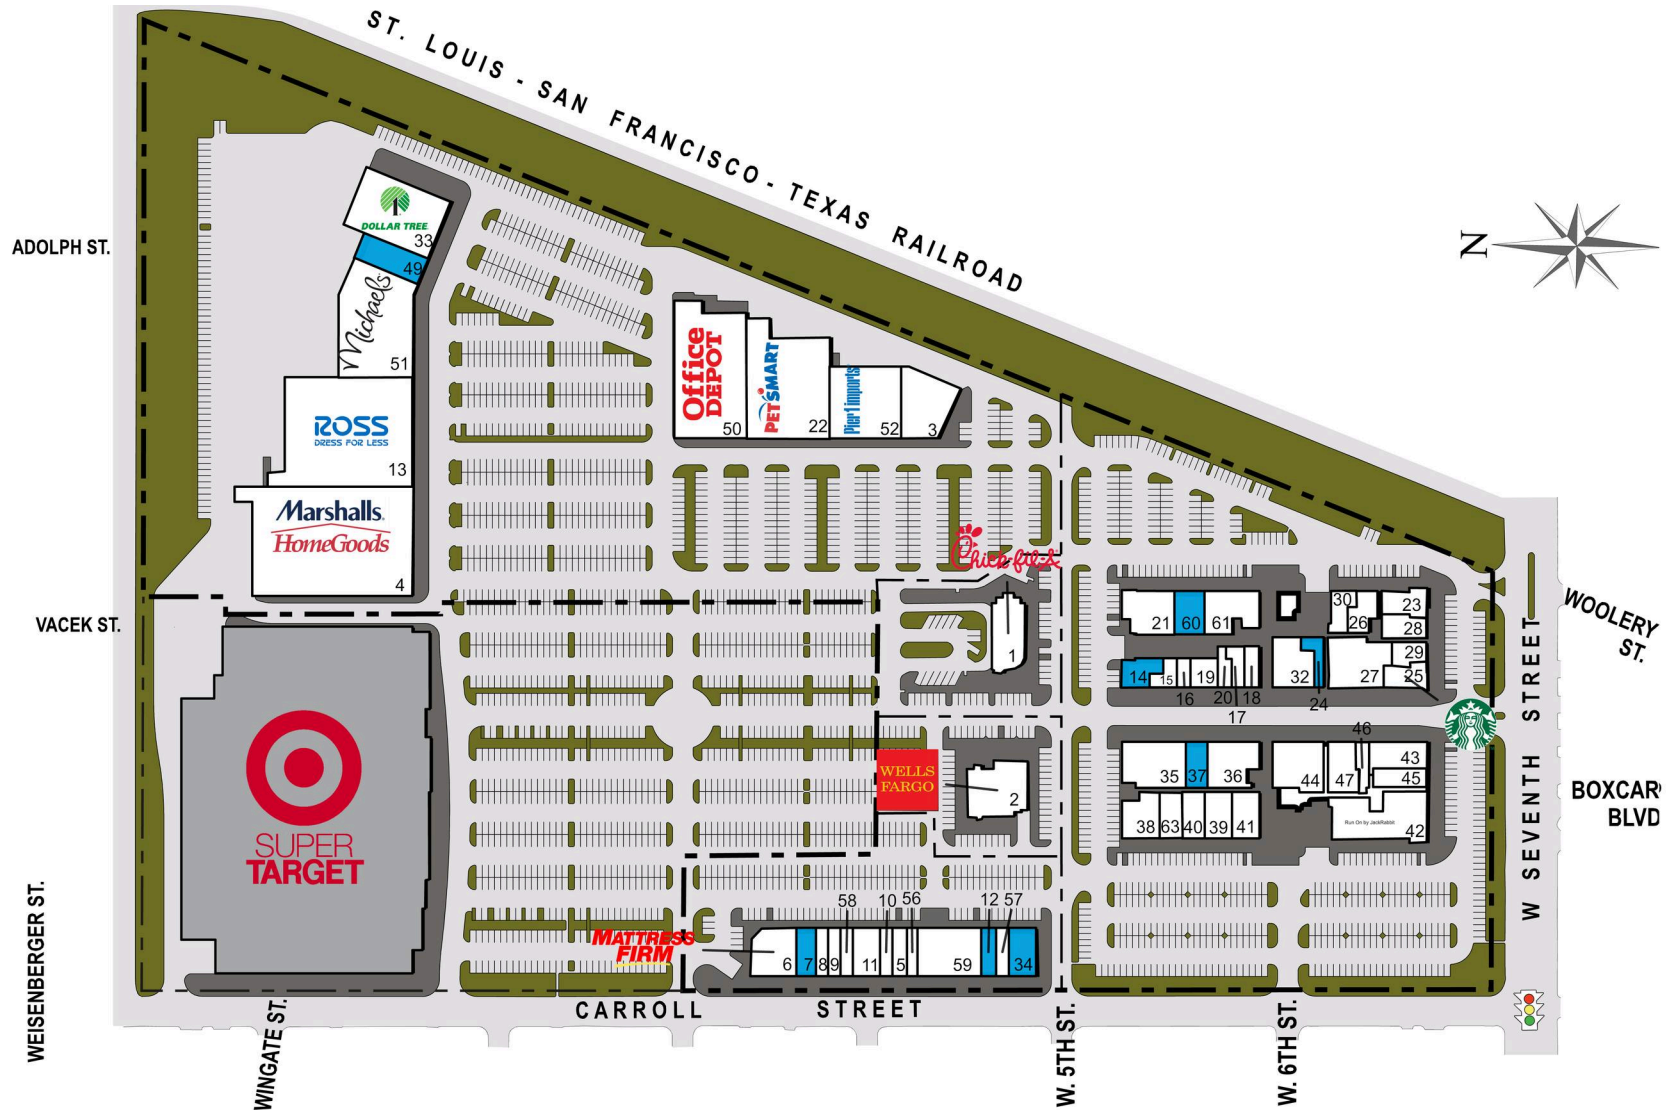 ST. LOUIS - SAN FRANCISCO - TEXAS RAILROAD
ADOLPH ST.
N
DOLLAR TREE
33
49
Michaels
51
ROSS
DRESS FOR LESS
13
Marshalls.
HomeGoods
4
Office
DEPOT
50
PETSMART
22
Pier 1 imports
52
3
Chick-fil-A
1
VACEK ST.
SUPER
TARGET
WELLS
FARGO
2
21
60
61
30
26
23
28
14
15
16
19
20
17
18
32
24
27
29
25
WOOLERY
ST.
W SEVENTH STREET
BOXCAR
BLVD
35
37
36
44
47
46
43
45
38
63
40
39
41
Run On by JackRabbit
42
MATTRESS
FIRM
6
7
8
9
58
11
10
5
56
59
12
57
34
WEISENBERGER ST.
WINGATE ST.
CARROLL STREET
W. 5TH ST.
W. 6TH ST.